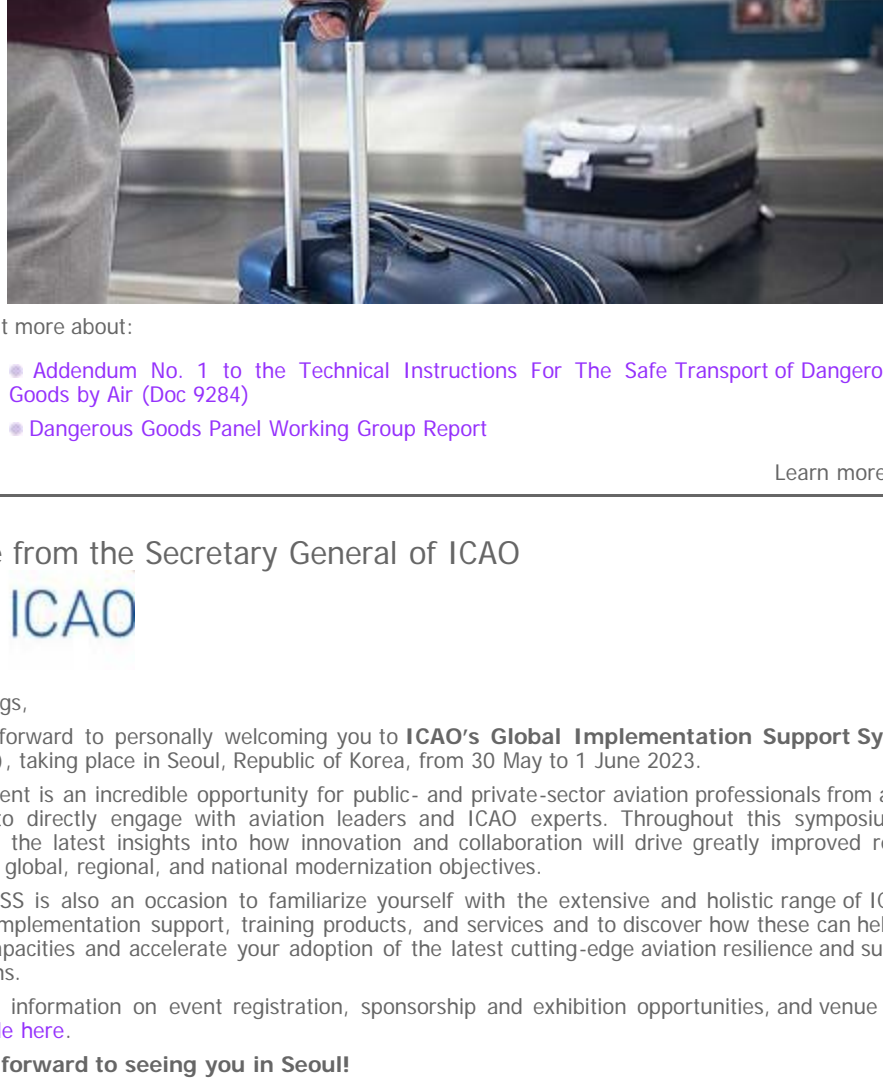 t more about:
Addendum No. 1 to the Technical Instructions For The Safe Transport of Dangero
Goods by Air (Doc 9284)
Dangerous Goods Panel Working Group Report
Learn more
from the Secretary General of ICAO
ICAO
gs,
forward to personally welcoming you to ICAO's Global Implementation Support Sy
), taking place in Seoul, Republic of Korea, from 30 May to 1 June 2023.
ent is an incredible opportunity for public- and private-sector aviation professionals from a
to directly engage with aviation leaders and ICAO experts. Throughout this symposiu
the latest insights into how innovation and collaboration will drive greatly improved re
global, regional, and national modernization objectives.
SS is also an occasion to familiarize yourself with the extensive and holistic range of IC
mplementation support, training products, and services and to discover how these can hel
pacities and accelerate your adoption of the latest cutting-edge aviation resilience and su
ns.
information on event registration, sponsorship and exhibition opportunities, and venue
le here.
forward to seeing you in Seoul!